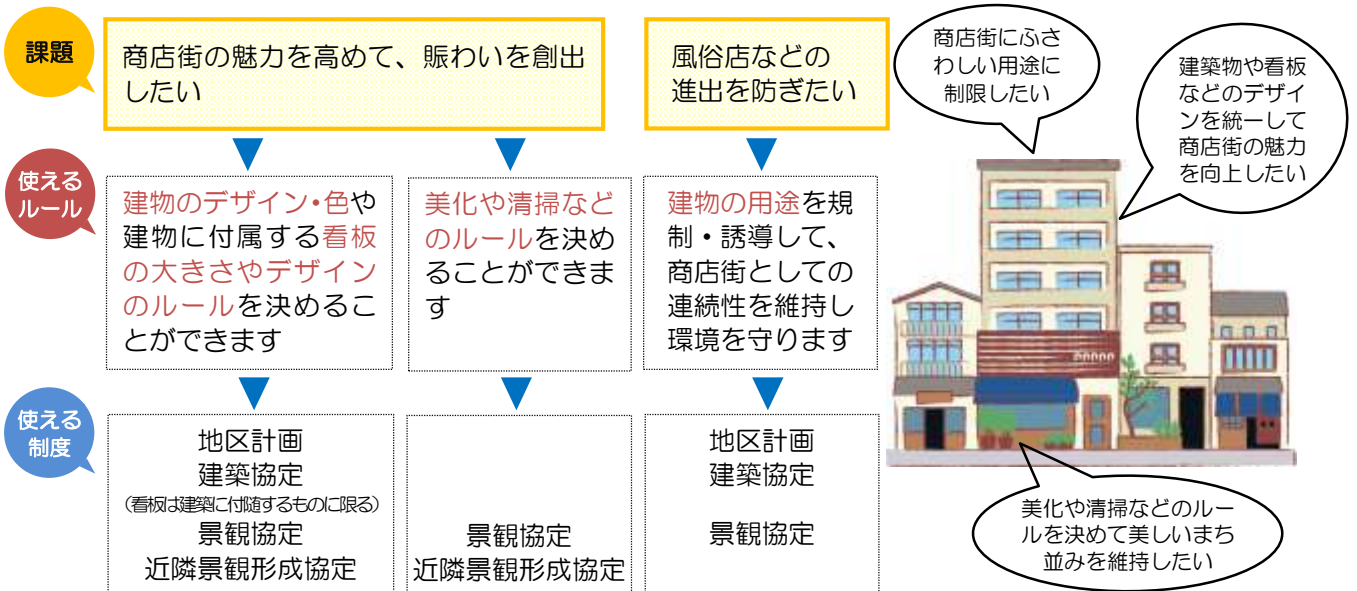 課題
商店街の魅力を高めて、賑わいを創出
したい
風俗店などの
進出を防ぎたい
商店街にふさ
わしい用途に
制限したい
建築物や看板
などのデザイ
ンを統一して
商店街の魅力
を向上したい
使える
ルール
建物のデザイン・色や
建物に付属する看板
の大きさやデザイン
のルールを決めるこ
とができます
美化や清掃など
のルールを決め
ることができま
す
建物の用途を規
制・誘導して、
商店街としての
連続性を維持し
環境を守ります
使える
制度
地区計画
建築協定
（看板は建築に付随するものに限る）
景観協定
近隣景観形成協定
景観協定
近隣景観形成協定
地区計画
建築協定
景観協定
美化や清掃などのルー
ルを決めて美しいまち
並みを維持したい